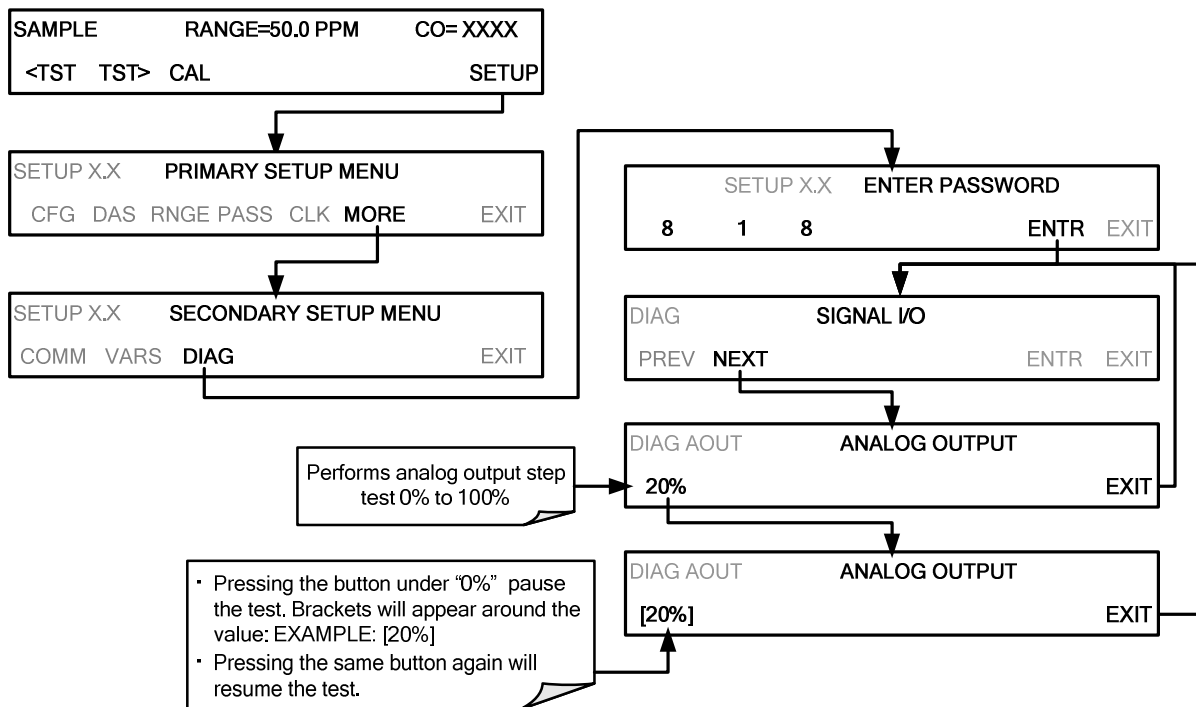 SAMPLE RANGE=50.0 PPM CO= XXXX
<TST TST> CAL SETUP
SETUP X.X PRIMARY SETUP MENU
CFG DAS RNGE PASS CLK MORE EXIT
SETUP X.X SECONDARY SETUP MENU
COMM VARS DIAG EXIT
SETUP X.X ENTER PASSWORD
8 1 8 ENTR EXIT
DIAG SIGNAL I/O
PREV NEXT ENTR EXIT
DIAG AOUT ANALOG OUTPUT
20% EXIT
Performs analog output step
test 0% to 100%
DIAG AOUT ANALOG OUTPUT
[20%] EXIT
· Pressing the button under “0%” pause
the test. Brackets will appear around the
value: EXAMPLE: [20%]
· Pressing the same button again will
resume the test.